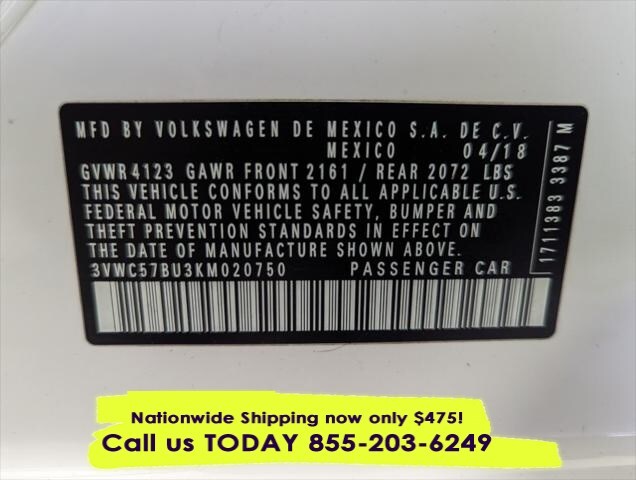 MFD BY VOLKSWAGEN DE MEXICO S.A. DE C.V.
MEXICO 04/18
GVWR 4123 GAWR FRONT 2161 / REAR 2072 LBS
THIS VEHICLE CONFORMS TO ALL APPLICABLE U.S.
FEDERAL MOTOR VEHICLE SAFETY, BUMPER AND
THEFT PREVENTION STANDARDS IN EFFECT ON
THE DATE OF MANUFACTURE SHOWN ABOVE.
3VWC57BU3KM020750 PASSENGER CAR
1711383 3387 M
Nationwide Shipping now only $475!
Call us TODAY 855-203-6249